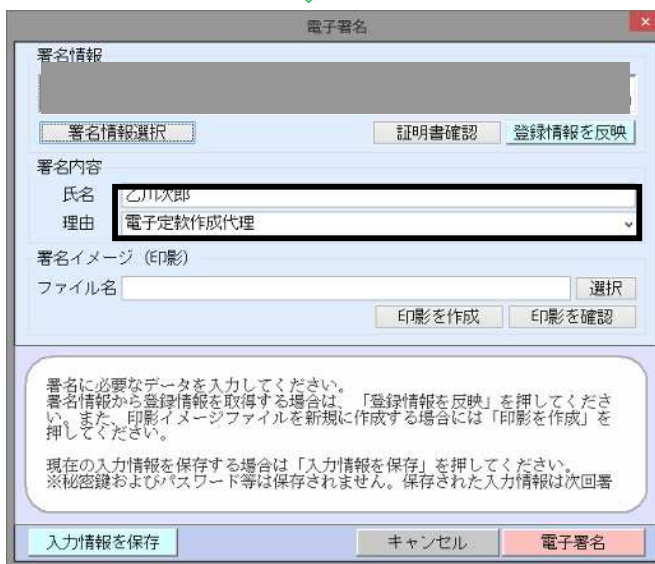 電子署名
署名情報
署名情報選択 証明書確認 登録情報を反映
署名内容
氏名 乙川次郎
理由 電子定款作成代理
署名イメージ (印影)
ファイル名 選択
印影を作成 印影を確認
署名に必要なデータを入力してください。
署名情報から登録情報を取得する場合は、「登録情報を反映」を押してくださ
い。また、印影イメージファイルを新規に作成する場合には「印影を作成」を
押してください。
現在の入力情報を保存する場合は「入力情報を保存」を押してください。
※秘密鍵およびパスワード等は保存されません。保存された入力情報は次回署
入力情報を保存 キャンセル 電子署名